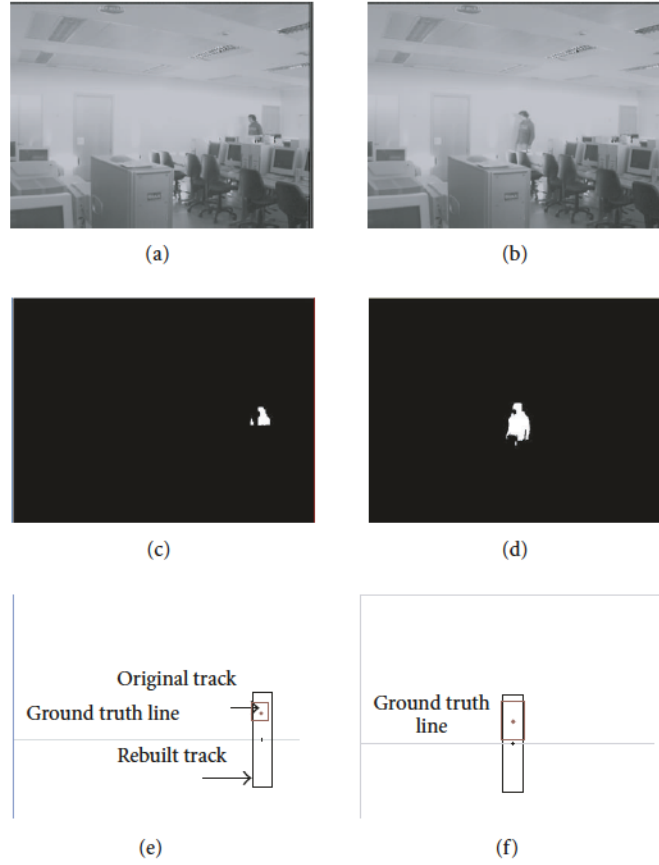 (a)
(b)
(c)
(d)
Original track
Ground truth line
Rebuilt track
Ground truth
line
(e)
(f)